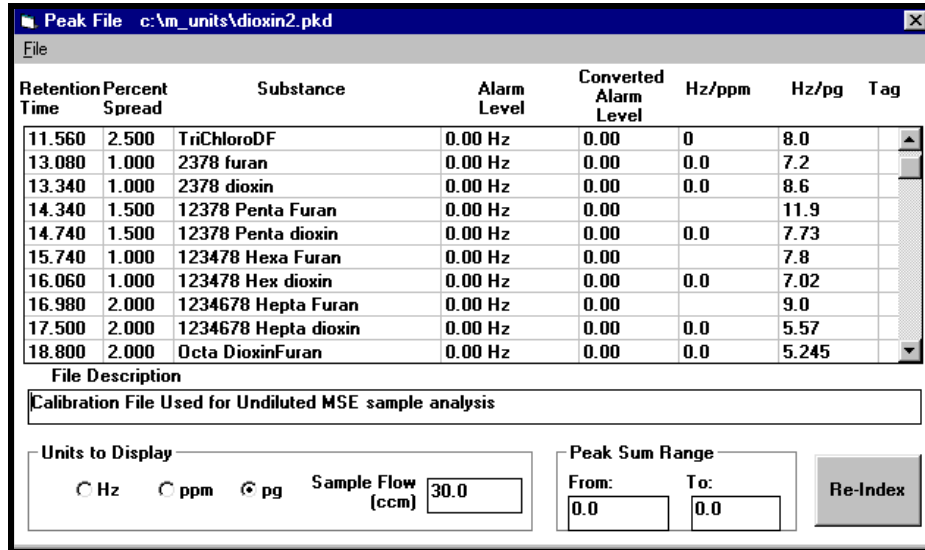 Peak File c:\m_units\dioxin2.pkd
File
Retention Time Percent Spread Substance Alarm Level Converted Alarm Level Hz/ppm Hz/pg Tag
11.560 2.500 TriChloroDF 0.00 Hz 0.00 0 8.0
13.080 1.000 2378 furan 0.00 Hz 0.00 0.0 7.2
13.340 1.000 2378 dioxin 0.00 Hz 0.00 0.0 8.6
14.340 1.500 12378 Penta Furan 0.00 Hz 0.00 11.9
14.740 1.500 12378 Penta dioxin 0.00 Hz 0.00 0.0 7.73
15.740 1.000 123478 Hexa Furan 0.00 Hz 0.00 7.8
16.060 1.000 123478 Hex dioxin 0.00 Hz 0.00 0.0 7.02
16.980 2.000 1234678 Hepta Furan 0.00 Hz 0.00 9.0
17.500 2.000 1234678 Hepta dioxin 0.00 Hz 0.00 0.0 5.57
18.800 2.000 Octa DioxinFuran 0.00 Hz 0.00 0.0 5.245
File Description
Calibration File Used for Undiluted MSE sample analysis
Units to Display
Hz ppm pg Sample Flow (ccm) 30.0
Peak Sum Range
From: To:
0.0 0.0
Re-Index